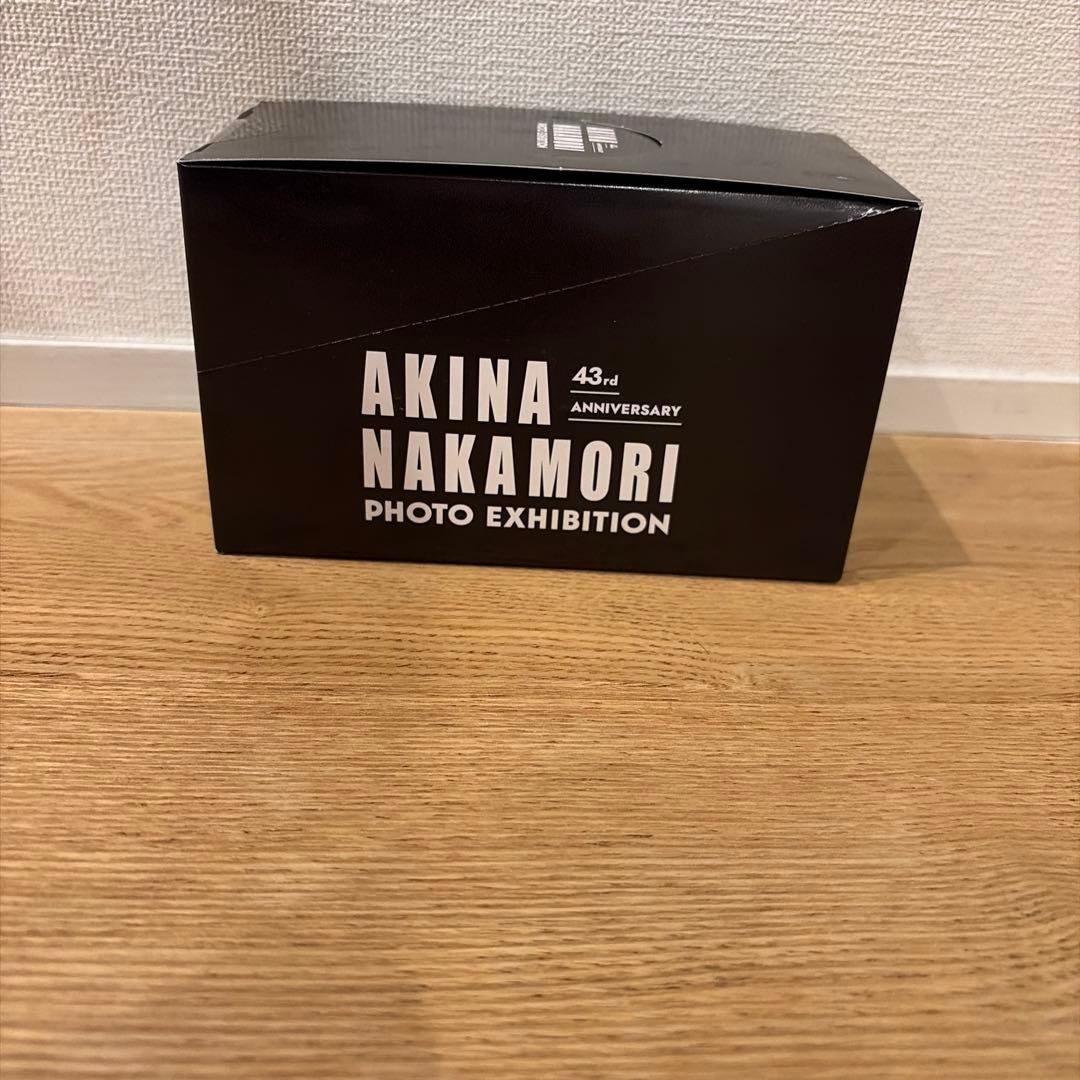 AKINA
43rd
ANNIVERSARY
NAKAMORI
PHOTO EXHIBITION